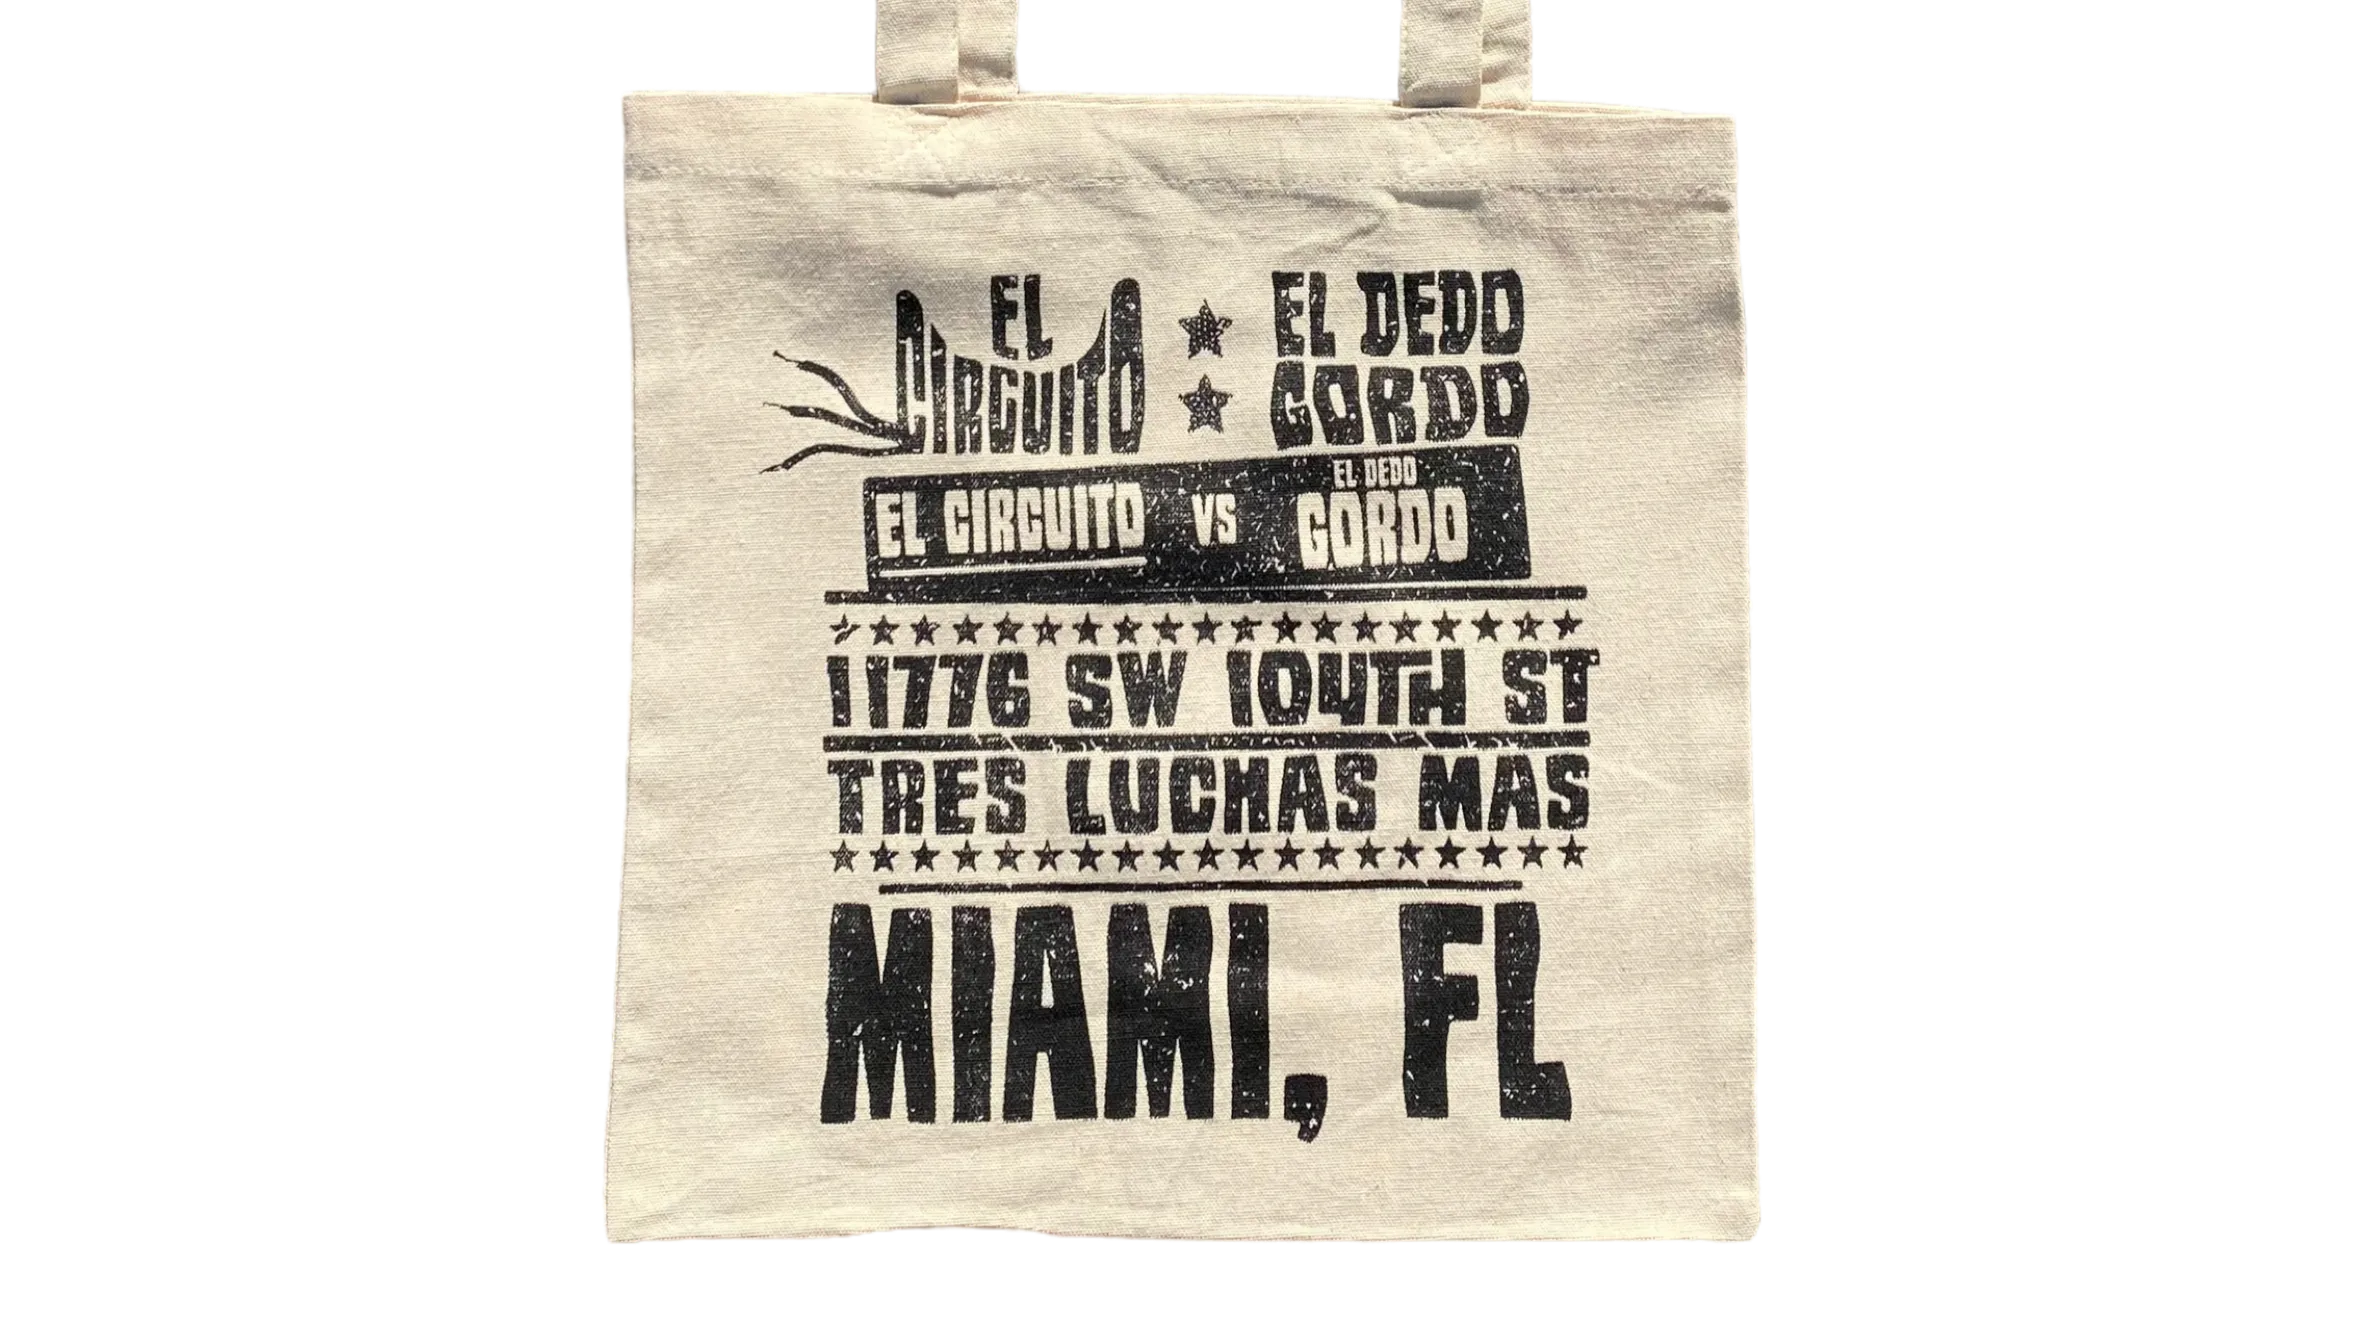 EL
CIRCUITO
EL DEDO
GORDO
EL CIRCUITO VS EL DEDO GORDO
11776 SW 104TH ST
TRES LUCHAS MAS
MIAMI, FL